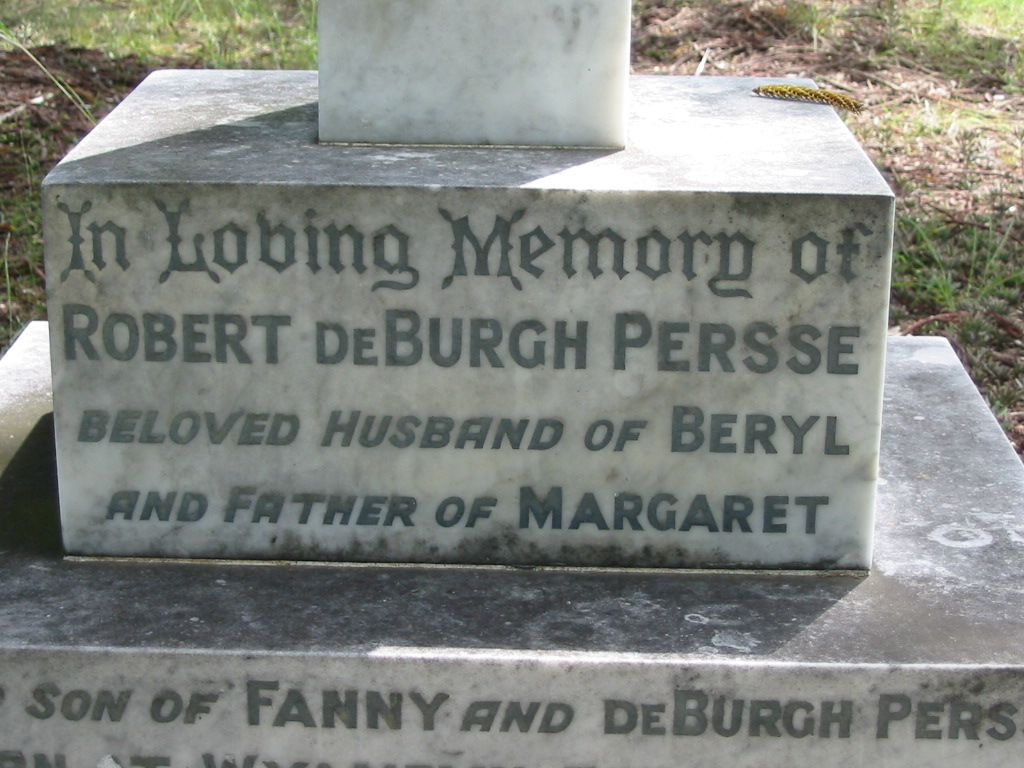 In Loving Memory of
ROBERT DEBURGH PERSSE
BELOVED HUSBAND OF BERYL
AND FATHER OF MARGARET
SON OF FANNY AND DEBURGH PERS
AT